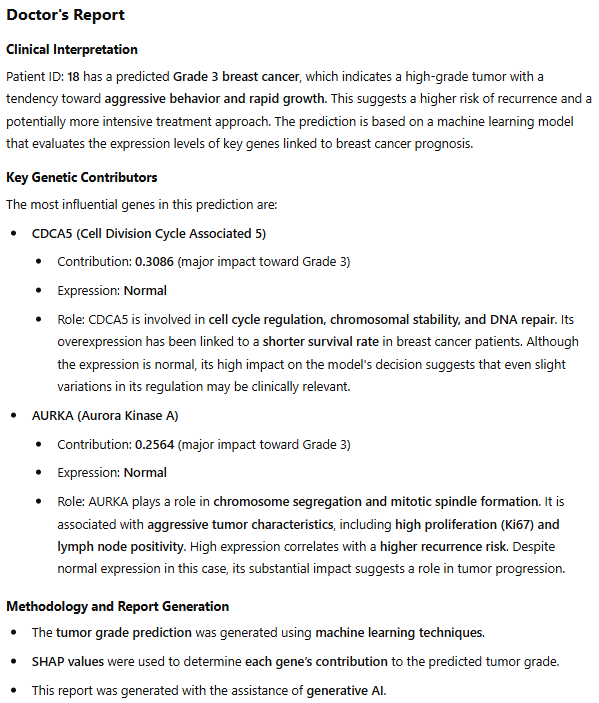 Doctor's Report
Clinical Interpretation
Patient ID: 18 has a predicted Grade 3 breast cancer, which indicates a high-grade tumor with a
tendency toward aggressive behavior and rapid growth. This suggests a higher risk of recurrence and a
potentially more intensive treatment approach. The prediction is based on a machine learning model
that evaluates the expression levels of key genes linked to breast cancer prognosis.
Key Genetic Contributors
The most influential genes in this prediction are:
• CDCA5 (Cell Division Cycle Associated 5)
• Contribution: 0.3086 (major impact toward Grade 3)
• Expression: Normal
• Role: CDCA5 is involved in cell cycle regulation, chromosomal stability, and DNA repair. Its
overexpression has been linked to a shorter survival rate in breast cancer patients. Although
the expression is normal, its high impact on the model's decision suggests that even slight
variations in its regulation may be clinically relevant.
• AURKA (Aurora Kinase A)
• Contribution: 0.2564 (major impact toward Grade 3)
• Expression: Normal
• Role: AURKA plays a role in chromosome segregation and mitotic spindle formation. It is
associated with aggressive tumor characteristics, including high proliferation (Ki67) and
lymph node positivity. High expression correlates with a higher recurrence risk. Despite
normal expression in this case, its substantial impact suggests a role in tumor progression.
Methodology and Report Generation
• The tumor grade prediction was generated using machine learning techniques.
• SHAP values were used to determine each gene's contribution to the predicted tumor grade.
• This report was generated with the assistance of generative AI.